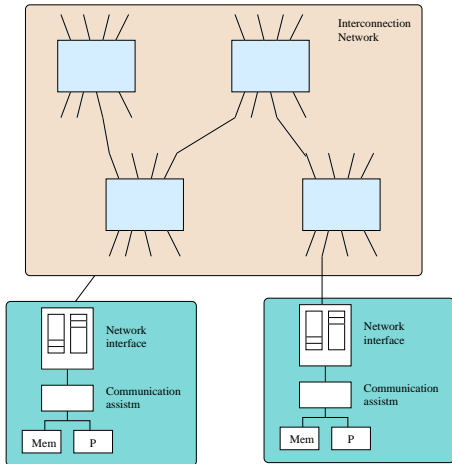 Interconnection
Network
Network
interface
Communication
assistm
Mem
P
Network
interface
Communication
assistm
Mem
P